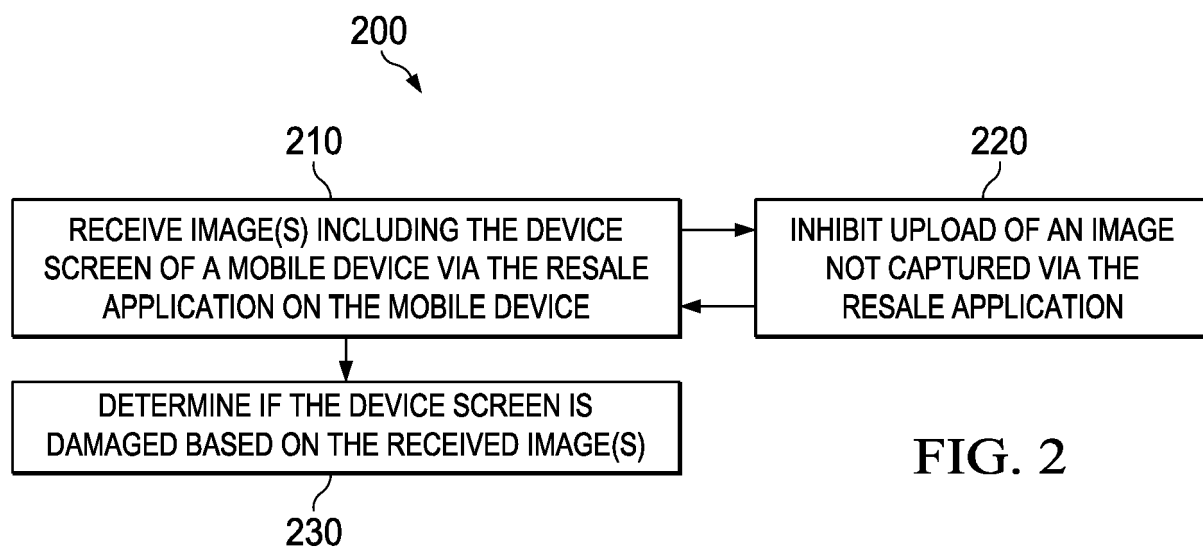 200
210
220
RECEIVE IMAGE(S) INCLUDING THE DEVICE
SCREEN OF A MOBILE DEVICE VIA THE RESALE
APPLICATION ON THE MOBILE DEVICE
INHIBIT UPLOAD OF AN IMAGE
NOT CAPTURED VIA THE
RESALE APPLICATION
DETERMINE IF THE DEVICE SCREEN IS
DAMAGED BASED ON THE RECEIVED IMAGE(S)
230
FIG. 2